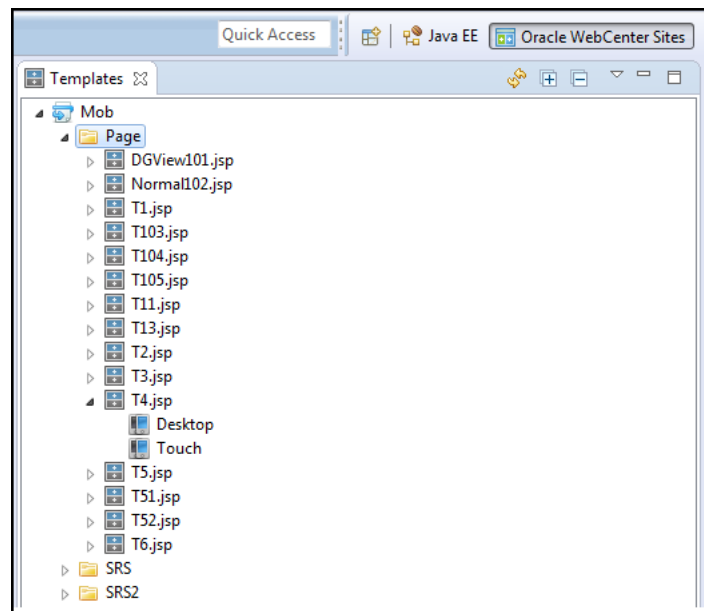 Quick Access Java EE Oracle WebCenter Sites
Templates
Mob
Page
DGView101.jsp
Normal102.jsp
T1.jsp
T103.jsp
T104.jsp
T105.jsp
T11.jsp
T13.jsp
T2.jsp
T3.jsp
T4.jsp
Desktop
Touch
T5.jsp
T51.jsp
T52.jsp
T6.jsp
SRS
SRS2